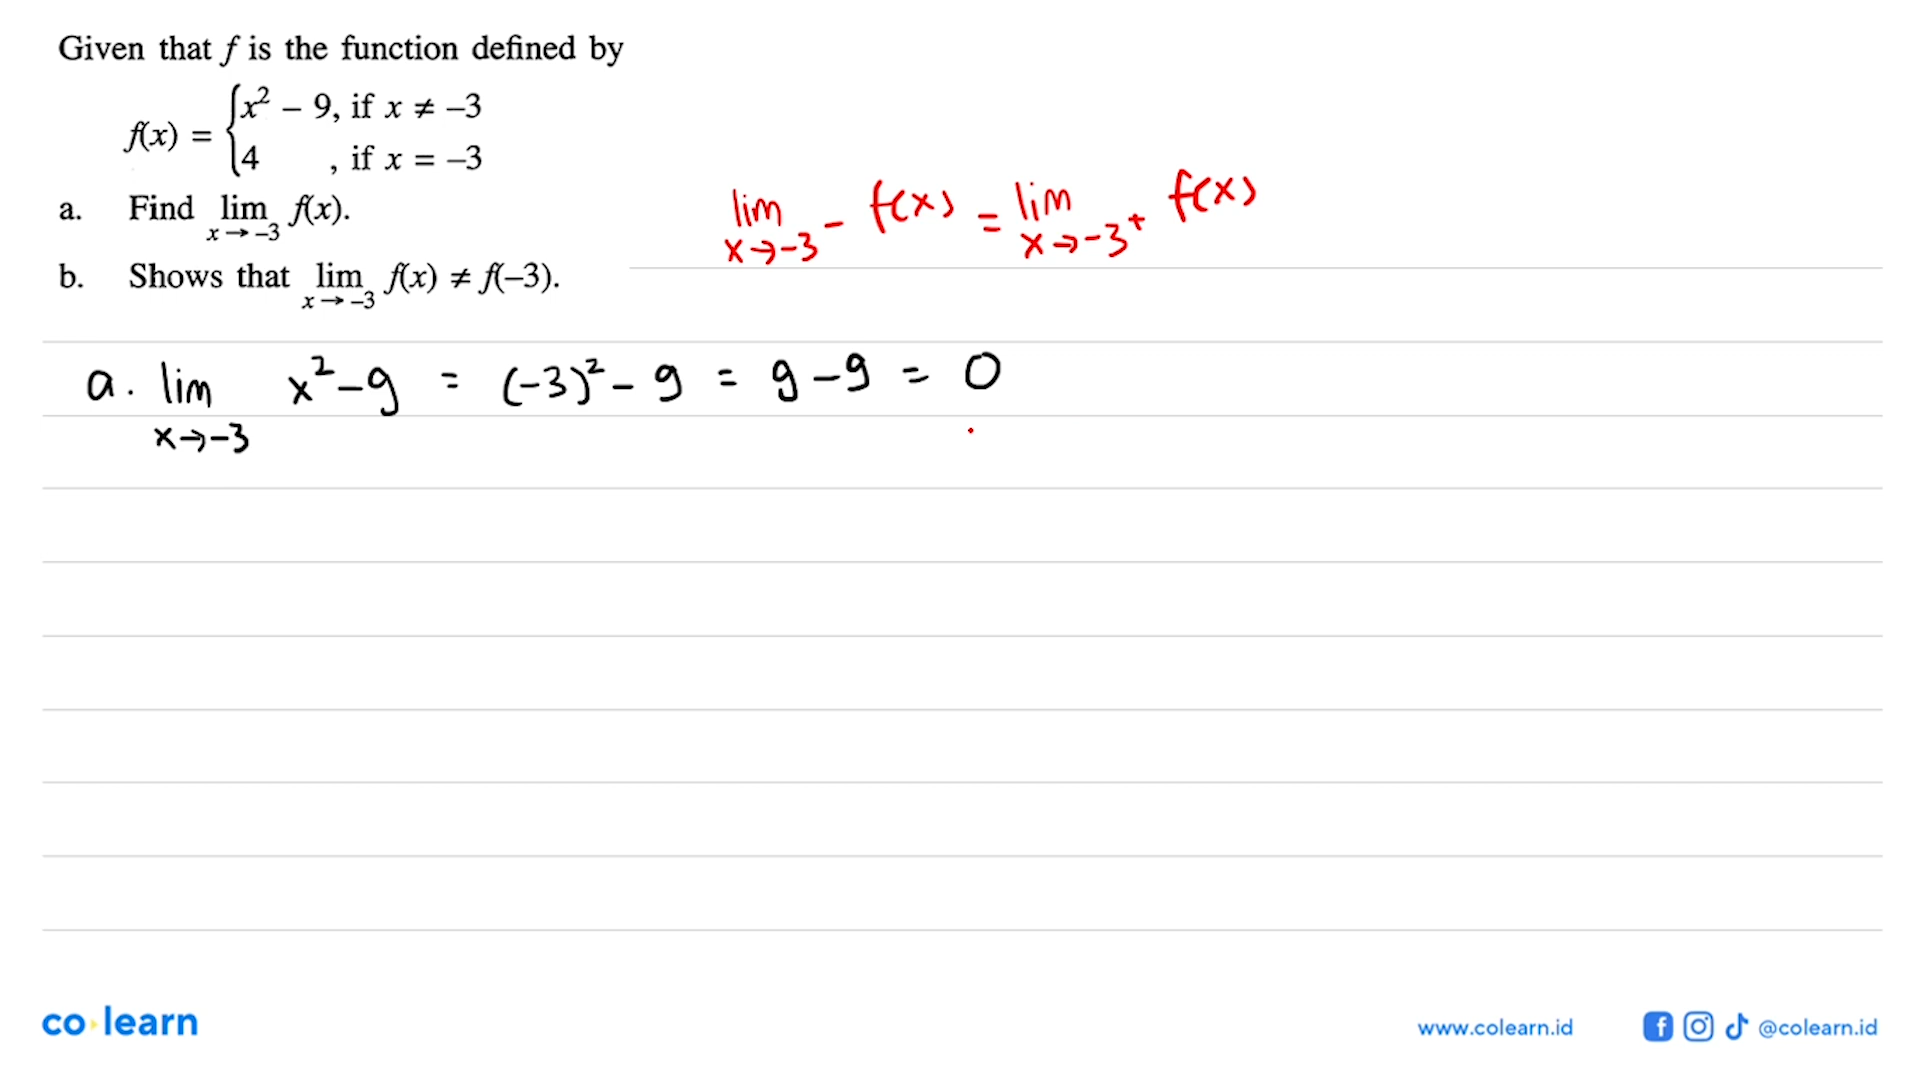 Given that f is the function defined by
f(x) = { x² – 9, if x ≠ –3
4 , if x = –3
a. Find lim x → –3 f(x).
b. Shows that lim x → –3 f(x) ≠ f(–3).
lim x→-3⁻ f(x) = lim x→-3⁺ f(x)
a. lim x→-3 x²-9 = (-3)²-9 = 9-9 = 0
co learn
www.colearn.id
@colearn.id